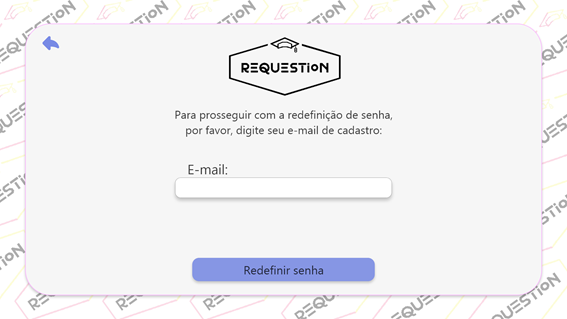 REQUESTiON
Para prosseguir com a redefinição de senha,
por favor, digite seu e-mail de cadastro:
E-mail:
Redefinir senha